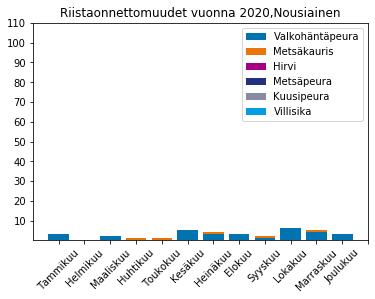 Riistaonnettomuudet vuonna 2020,Nousiainen
110
100
90
80
70
60
50
40
30
20
10
Valkohäntäpeura
Metsäkauris
Hirvi
Metsäpeura
Kuusipeura
Villisika
Tammikuu
Helmikuu
Maaliskuu
Huhtikuu
Toukokuu
Kesäkuu
Heinäkuu
Elokuu
Syyskuu
Lokakuu
Marraskuu
Joulukuu